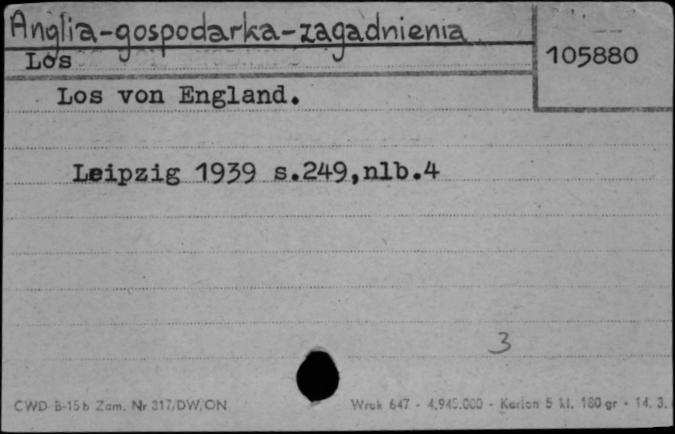 Anglia-gospodarka-zagadnienia
Los
105880
Los von England.
Leipzig 1939 s.249,nlb.4
3
CWD B-15b Zam. Nr 317/DW/ON
647 - 4.945.000 - Karton 5 kl. 180 gr - 14. 3.